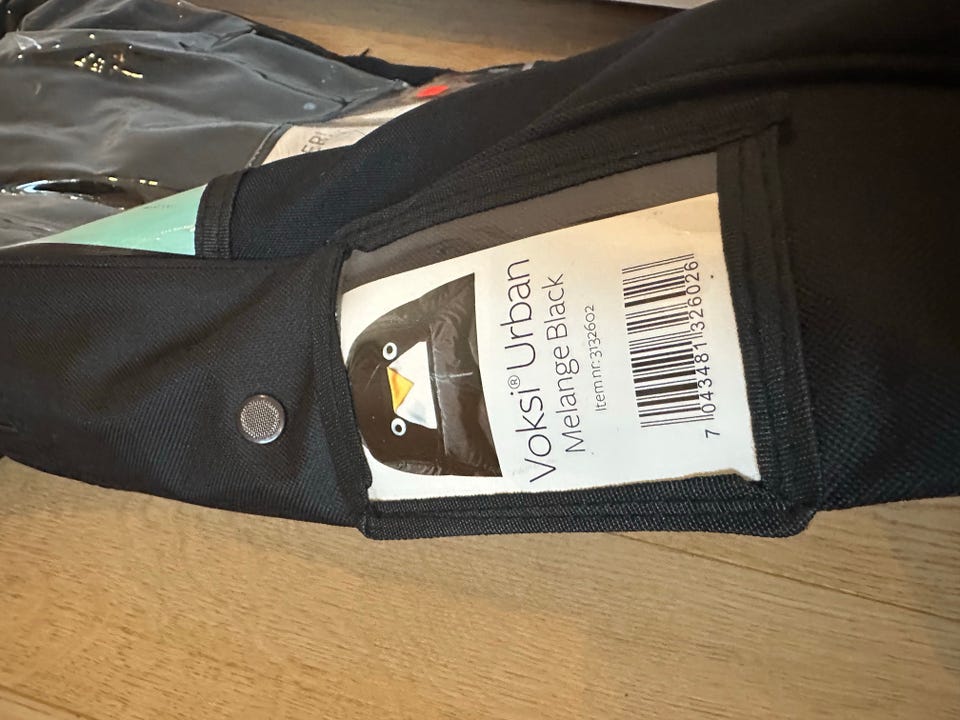 Voksi® Urban
Melange Black
Item nr: 3132602
7 043481 326026